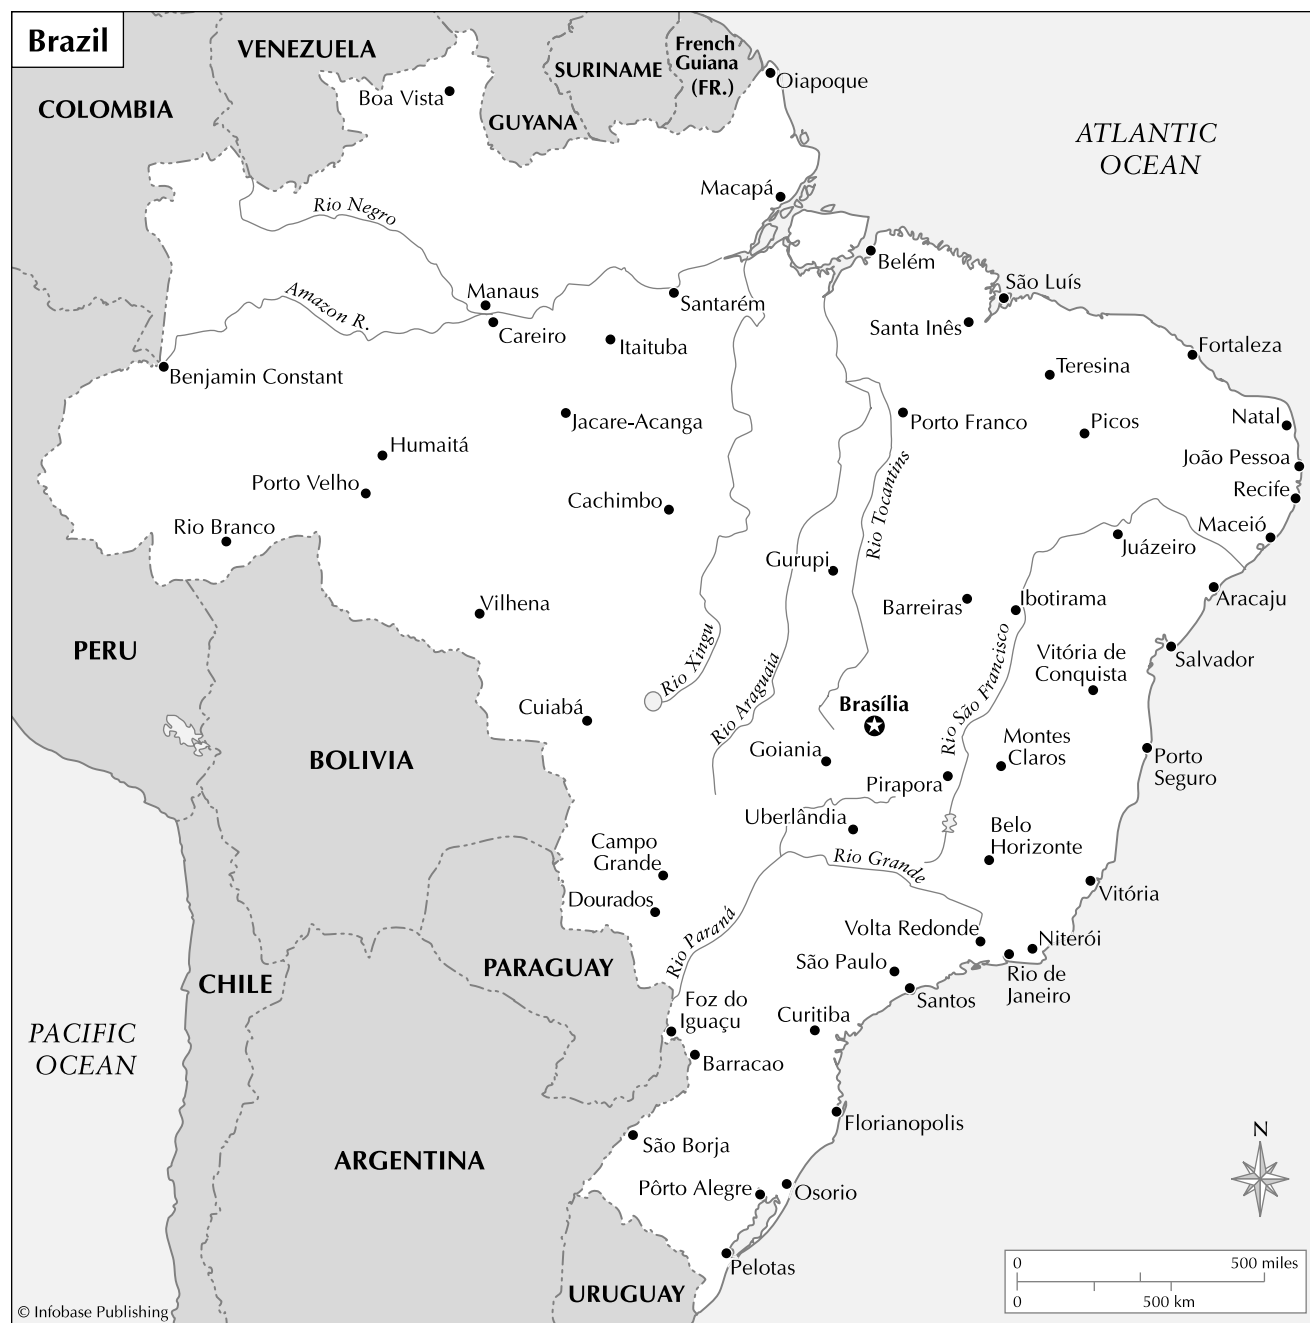 Brazil
VENEZUELA
COLOMBIA
SURINAME
French
Guiana
(FR.)
GUYANA
Oiapoque
Boa Vista
ATLANTIC
OCEAN
Macapá
Rio Negro
Belém
São Luís
Manaus
Amazon R.
Santarém
Careiro
Itaituba
Santa Inês
Fortaleza
Teresina
Benjamin Constant
Jacare-Acanga
Porto Franco
Picos
Natal
Humaitá
João Pessoa
Porto Velho
Recife
Cachimbo
Rio Tocantins
Rio Branco
Maceió
Juázeiro
Gurupi
Vilhena
Barreiras
Ibotirama
Aracaju
PERU
Rio Xingu
Rio Araguaia
Rio São Francisco
Vitória de
Conquista
Salvador
Cuiabá
Brasília
BOLIVIA
Goiania
Montes
Claros
Porto
Seguro
Pirapora
Uberlândia
Belo
Horizonte
Campo
Grande
Rio Grande
Vitória
Dourados
Rio Paraná
Volta Redonde
Niterói
PARAGUAY
São Paulo
Rio de
Janeiro
CHILE
Santos
Foz do
Iguaçu
Curitiba
PACIFIC
OCEAN
Barracao
Florianopolis
N
São Borja
ARGENTINA
Pôrto Alegre
Osorio
Pelotas
URUGUAY
0 500 miles
0 500 km
© Infobase Publishing